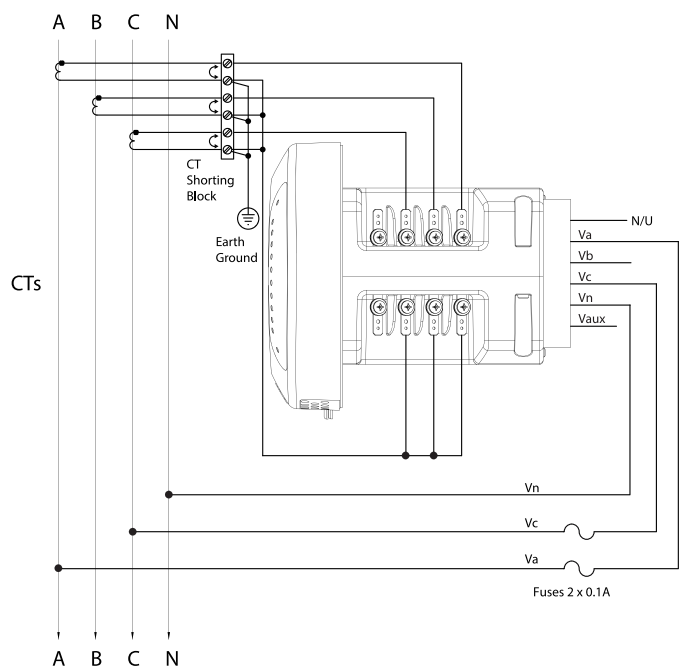 A B C N
CT
Shorting
Block
Earth
Ground
CTs
N/U
Va
Vb
Vc
Vn
Vaux
Vn
Vc
Va
Fuses 2 x 0.1A
A B C N